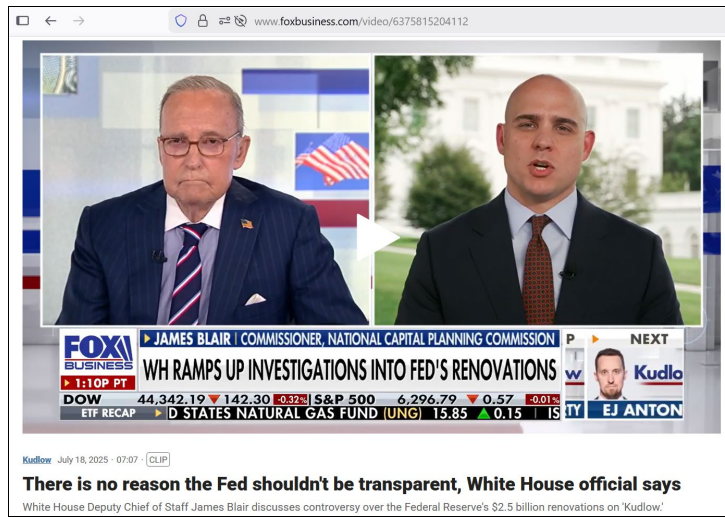 www.foxbusiness.com/video/6375815204112
FOX
BUSINESS
1:10P PT
JAMES BLAIR | COMMISSIONER, NATIONAL CAPITAL PLANNING COMMISSION
WH RAMPS UP INVESTIGATIONS INTO FED'S RENOVATIONS
P
NEXT
w
Kudlo
TY
EJ ANTON
DOW 44,342.19 ▼ 142.30 -0.32% S&P 500 6,296.79 ▼ 0.57 -0.01%
ETF RECAP D STATES NATURAL GAS FUND (UNG) 15.85 ▲ 0.15 | IS
Kudlow July 18, 2025 · 07:07 · CLIP
There is no reason the Fed shouldn't be transparent, White House official says
White House Deputy Chief of Staff James Blair discusses controversy over the Federal Reserve's $2.5 billion renovations on 'Kudlow.'